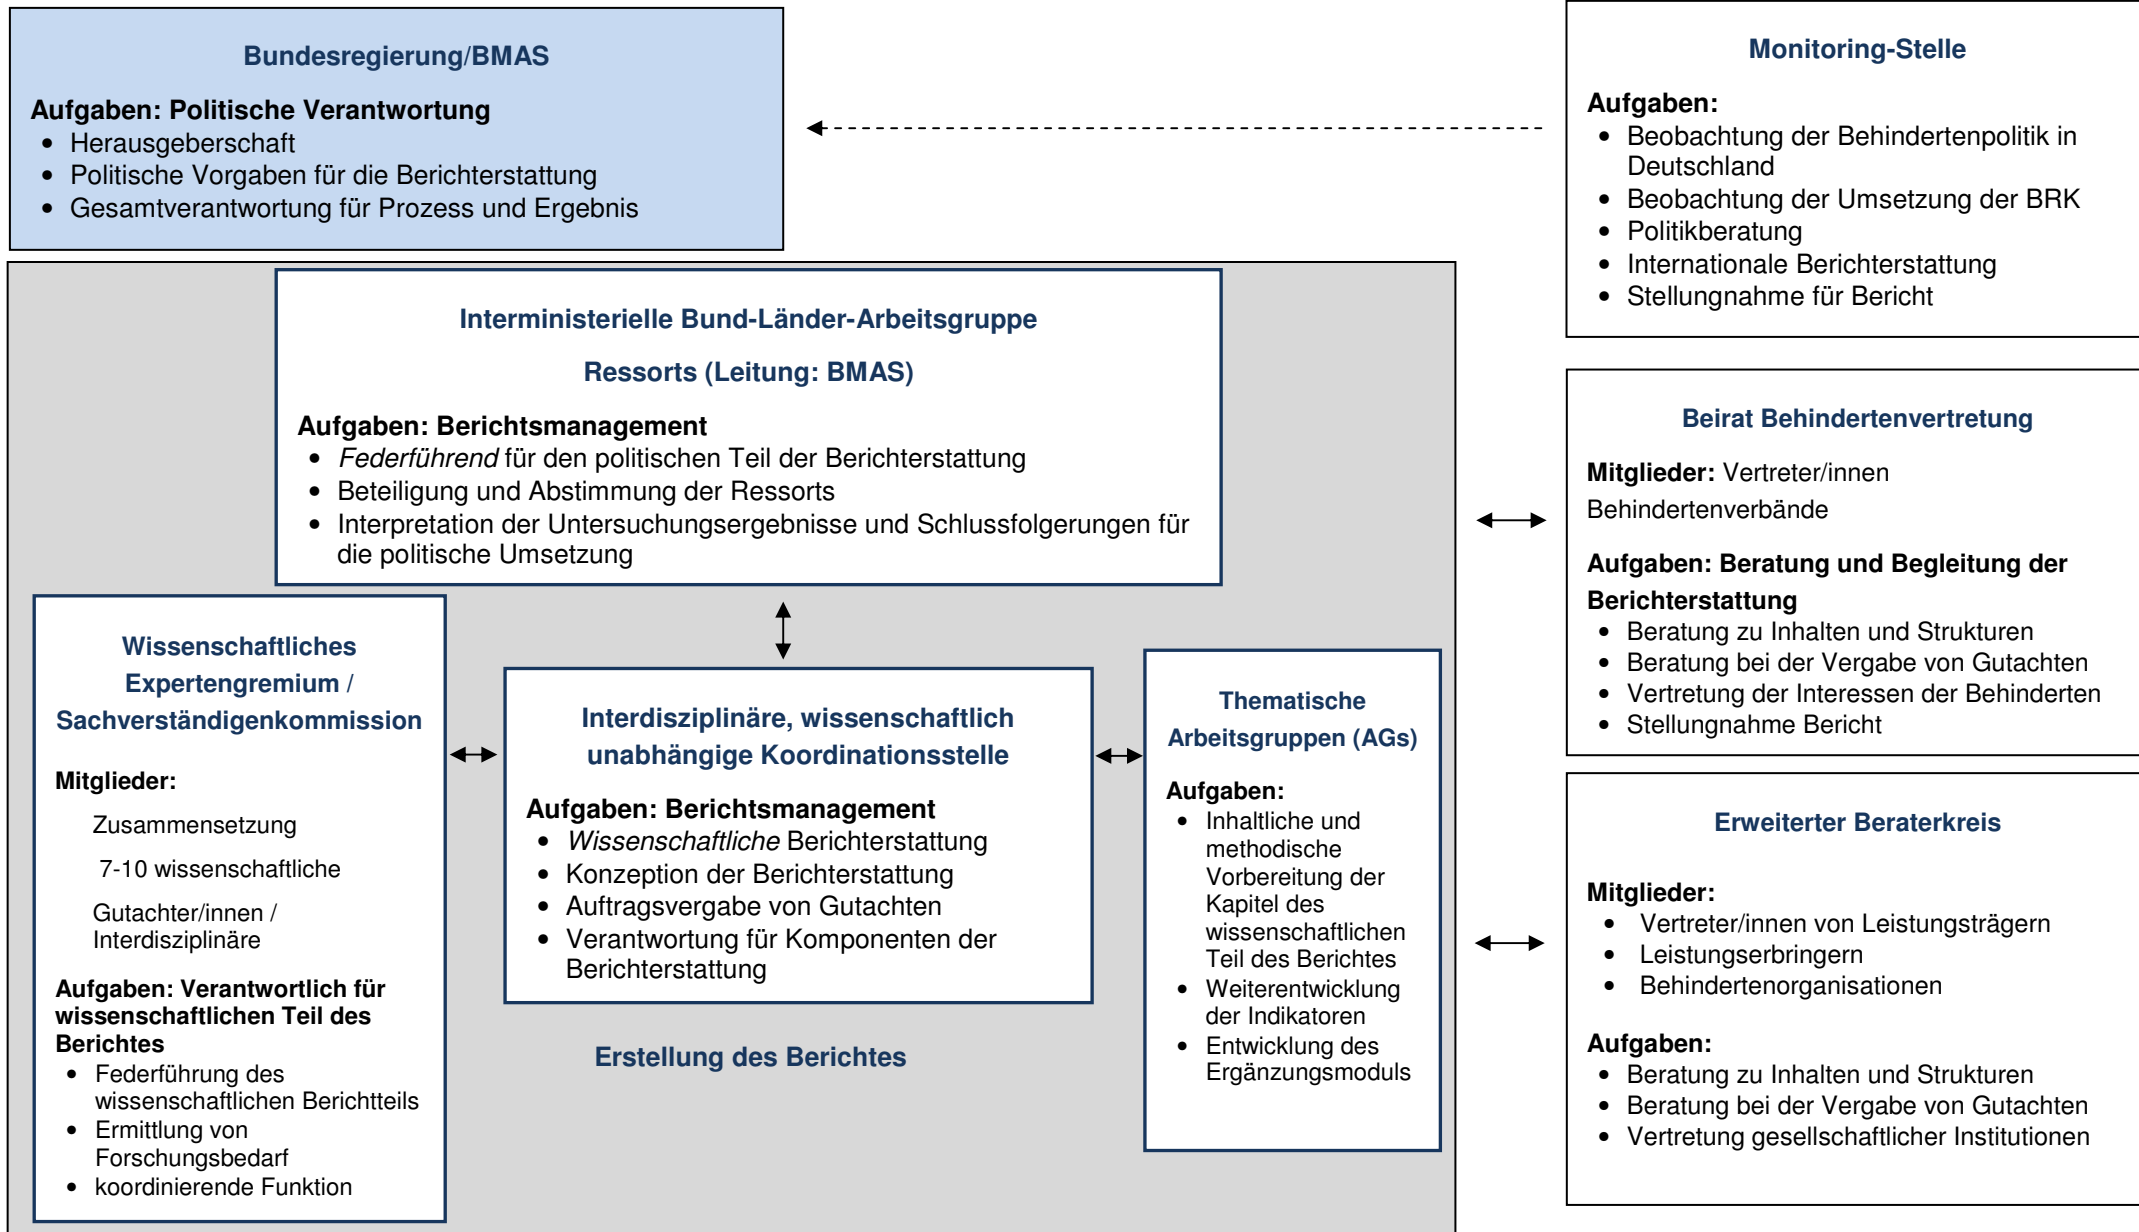 Bundesregierung/BMAS
Aufgaben: Politische Verantwortung
• Herausgeberschaft
• Politische Vorgaben für die Berichterstattung
• Gesamtverantwortung für Prozess und Ergebnis
Monitoring-Stelle
Aufgaben:
• Beobachtung der Behindertenpolitik in
Deutschland
• Beobachtung der Umsetzung der BRK
• Politikberatung
• Internationale Berichterstattung
• Stellungnahme für Bericht
Interministerielle Bund-Länder-Arbeitsgruppe
Ressorts (Leitung: BMAS)
Aufgaben: Berichtsmanagement
• Federführend für den politischen Teil der Berichterstattung
• Beteiligung und Abstimmung der Ressorts
• Interpretation der Untersuchungsergebnisse und Schlussfolgerungen für
die politische Umsetzung
Beirat Behindertenvertretung
Mitglieder: Vertreter/innen
Behindertenverbände
Aufgaben: Beratung und Begleitung der
Berichterstattung
• Beratung zu Inhalten und Strukturen
• Beratung bei der Vergabe von Gutachten
• Vertretung der Interessen der Behinderten
• Stellungnahme Bericht
Wissenschaftliches
Expertengremium /
Sachverständigenkommission
Mitglieder:
Zusammensetzung
7-10 wissenschaftliche
Gutachter/innen /
Interdisziplinäre
Aufgaben: Verantwortlich für
wissenschaftlichen Teil des
Berichtes
• Federführung des
wissenschaftlichen Berichtteils
• Ermittlung von
Forschungsbedarf
• koordinierende Funktion
Interdisziplinäre, wissenschaftlich
unabhängige Koordinationsstelle
Aufgaben: Berichtsmanagement
• Wissenschaftliche Berichterstattung
• Konzeption der Berichterstattung
• Auftragsvergabe von Gutachten
• Verantwortung für Komponenten der
Berichterstattung
Erstellung des Berichtes
Thematische
Arbeitsgruppen (AGs)
Aufgaben:
• Inhaltliche und
methodische
Vorbereitung der
Kapitel des
wissenschaftlichen
Teil des Berichtes
• Weiterentwicklung
der Indikatoren
• Entwicklung des
Ergänzungsmoduls
Erweiterter Beraterkreis
Mitglieder:
• Vertreter/innen von Leistungsträgern
• Leistungserbringern
• Behindertenorganisationen
Aufgaben:
• Beratung zu Inhalten und Strukturen
• Beratung bei der Vergabe von Gutachten
• Vertretung gesellschaftlicher Institutionen